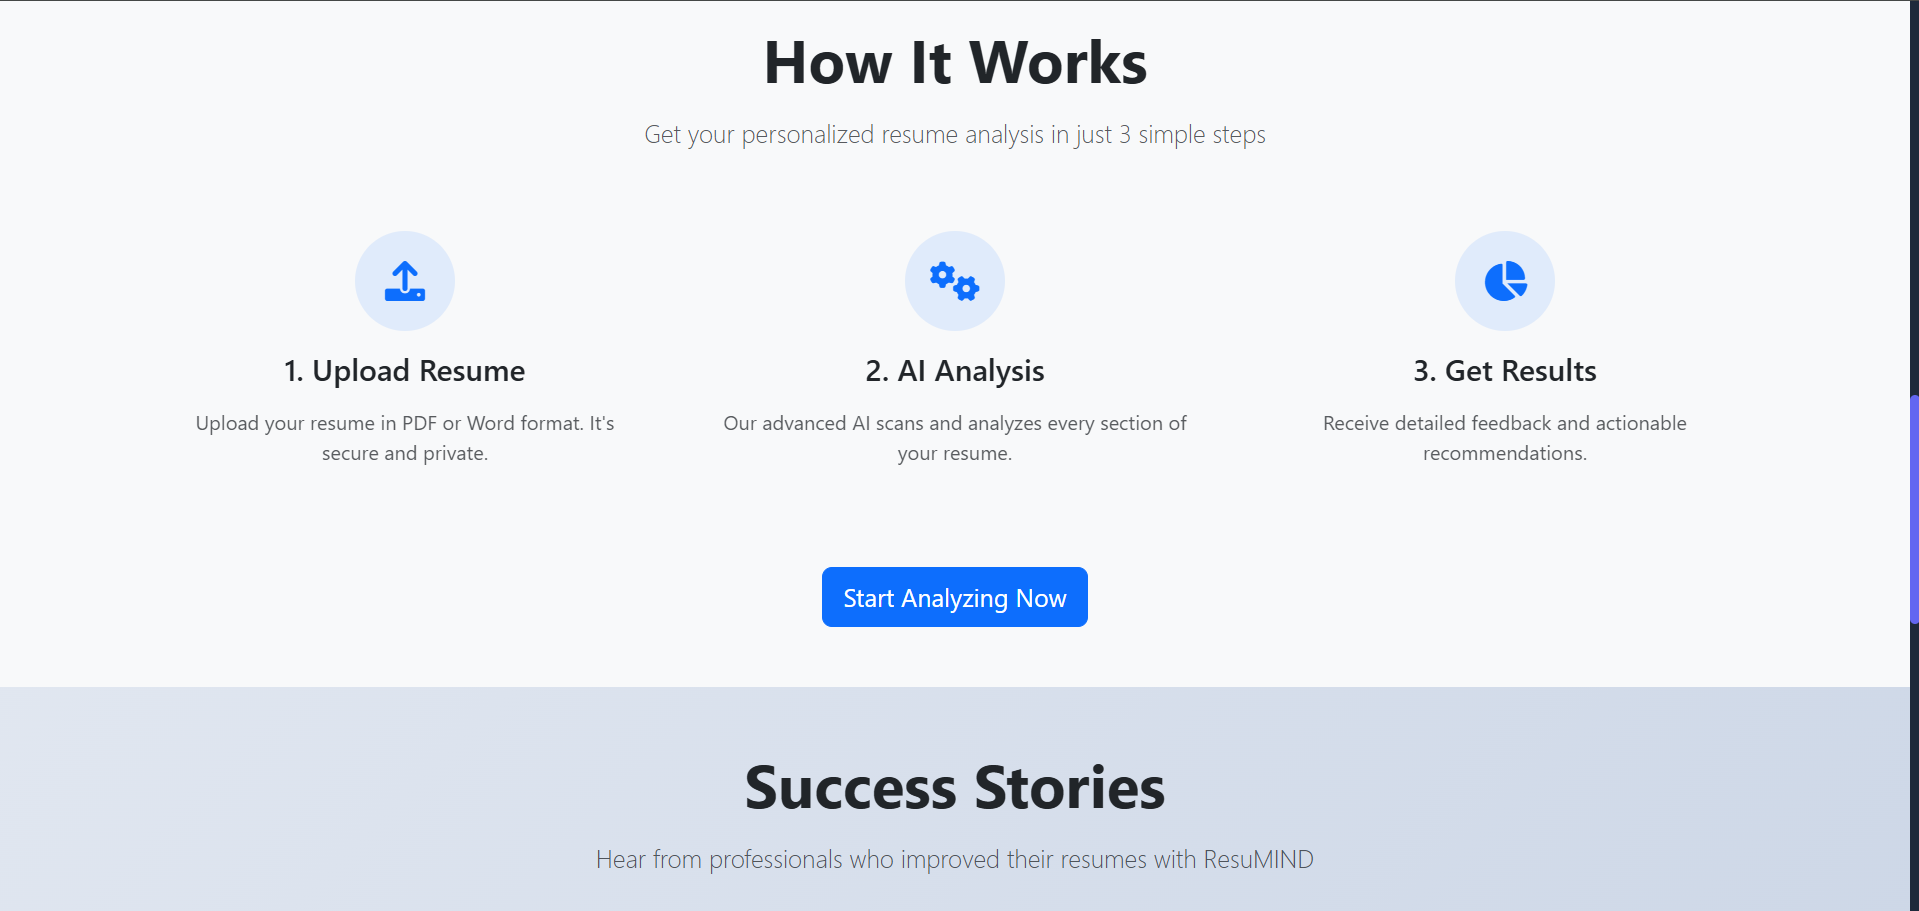 How It Works
Get your personalized resume analysis in just 3 simple steps
1. Upload Resume
Upload your resume in PDF or Word format. It's
secure and private.
2. AI Analysis
Our advanced AI scans and analyzes every section of
your resume.
3. Get Results
Receive detailed feedback and actionable
recommendations.
Start Analyzing Now
Success Stories
Hear from professionals who improved their resumes with ResuMIND